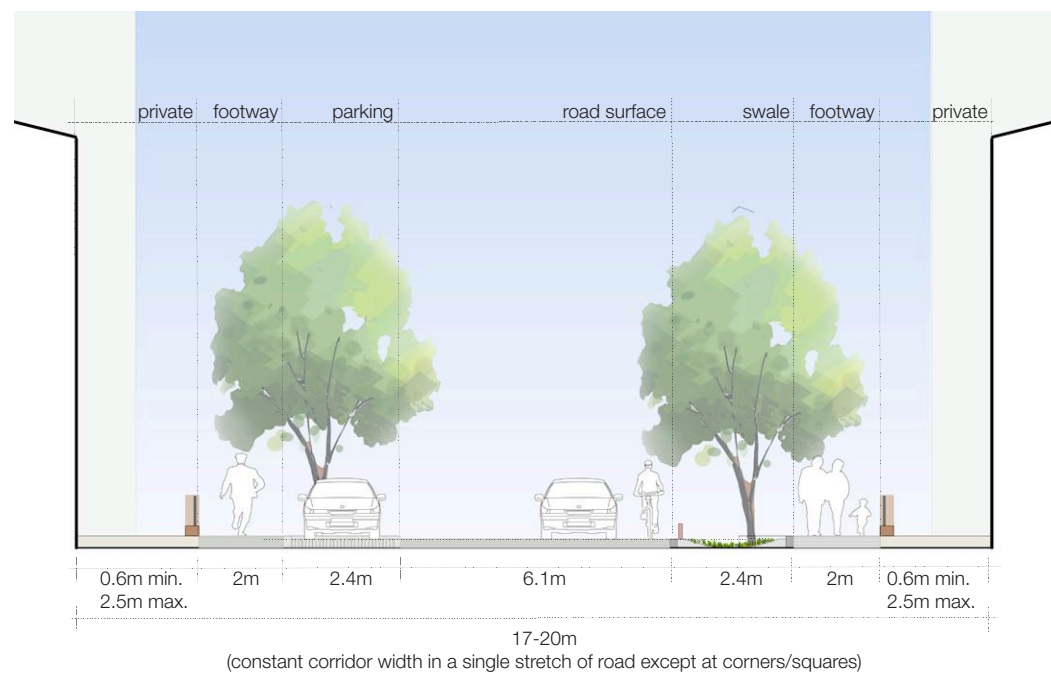 private footway parking road surface swale footway private
0.6m min. 2m 2.4m 6.1m 2.4m 2m 0.6m min.
2.5m max. 2.5m max.
17-20m
(constant corridor width in a single stretch of road except at corners/squares)